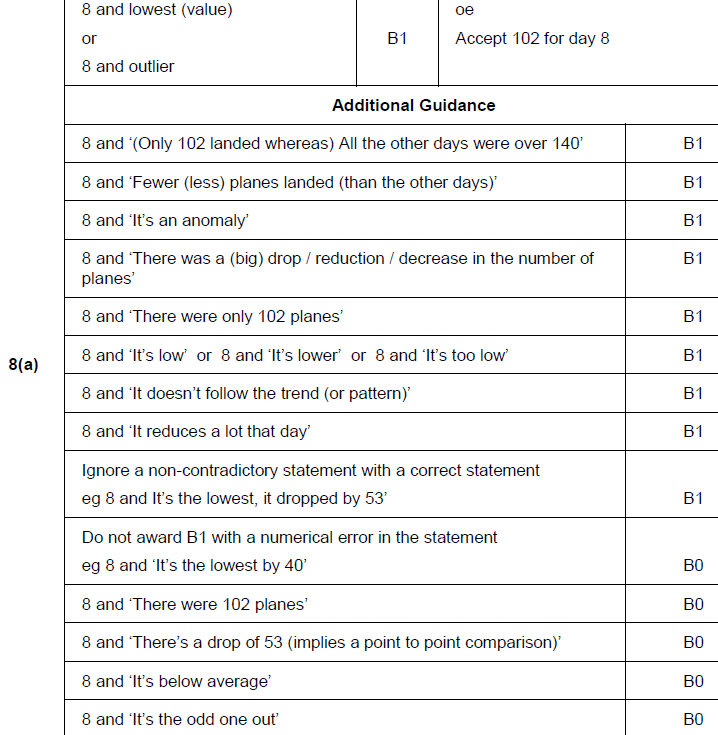 8 and lowest (value)
or
8 and outlier
B1
oe
Accept 102 for day 8
Additional Guidance
8 and ‘(Only 102 landed whereas) All the other days were over 140’ B1
8 and ‘Fewer (less) planes landed (than the other days)’ B1
8 and ‘It’s an anomaly’ B1
8 and ‘There was a (big) drop / reduction / decrease in the number of B1
planes’
8 and ‘There were only 102 planes’ B1
8(a)
8 and ‘It’s low’ or 8 and ‘It’s lower’ or 8 and ‘It’s too low’ B1
8 and ‘It doesn’t follow the trend (or pattern)’ B1
8 and ‘It reduces a lot that day’ B1
Ignore a non-contradictory statement with a correct statement
eg 8 and It’s the lowest, it dropped by 53’ B1
Do not award B1 with a numerical error in the statement
eg 8 and ‘It’s the lowest by 40’ B0
8 and ‘There were 102 planes’ B0
8 and ‘There’s a drop of 53 (implies a point to point comparison)’ B0
8 and ‘It’s below average’ B0
8 and ‘It’s the odd one out’ B0